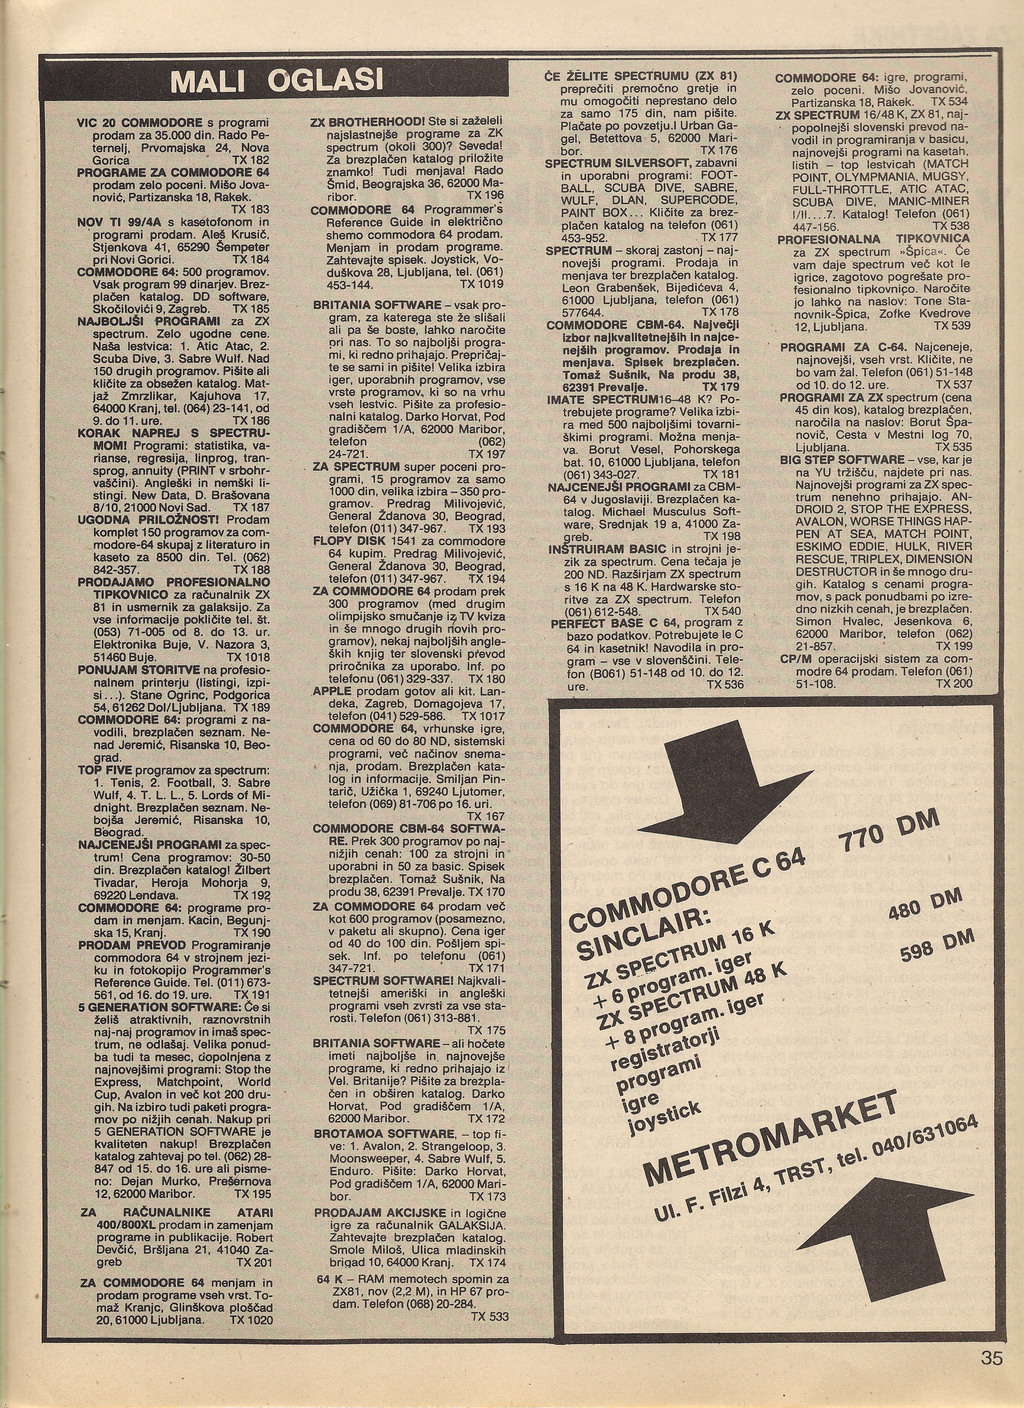 MALI OGLASI
VIC 20 COMMODORE s programi
prodam za 35.000 din. Rado Pe-
ternelj, Prvomajska 24, Nova
Gorica TX 182
PROGRAME ZA COMMODORE 64
prodam zelo poceni. Mišo Jova-
nović, Partizanska 18, Rakek.
TX 183
NOV TI 99/4A s kasetofonom in
programi prodam. Aleš Krusič,
Stjenkova 41, 65290 Šempeter
pri Novi Gorici. TX 184
COMMODORE 64: 500 programov.
Vsak program 99 dinarjev. Brez-
plačen katalog. DD software,
Skočilovići 9, Zagreb. TX 185
NAJBOLJŠI PROGRAMI za ZX
spectrum. Zelo ugodne cene.
Naša lestvica: 1. Atic Atac, 2.
Scuba Dive, 3. Sabre Wulf. Nad
150 drugih programov. Pišite ali
kličite za obsežen katalog. Mat-
jaž Zmrzlikar, Kajuhova 17,
64000 Kranj, tel. (064) 23-141, od
9. do 11. ure. TX 186
KORAK NAPREJ S SPECTRU-
MOM! Programi: statistika, va-
rianse, regresija, linprog, tran-
sprog, annuity (PRINT v srbohr-
vaščini). Angleški in nemški li-
stingi. New Data, D. Brašovana
8/10, 21000 Novi Sad. TX 187
UGODNA PRILOŽNOST! Prodam
komplet 150 programov za com-
modore-64 skupaj z literaturo in
kaseto za 8500 din. Tel. (062)
842-357. TX 188
PRODAJAMO PROFESIONALNO
TIPKOVNICO za računalnik ZX
81 in usmernik za galaksijo. Za
vse informacije pokličite tel. št.
(053) 71-005 od 8. do 13. ur.
Elektronika Buje, V. Nazora 3,
51460 Buje. TX 1018
PONUJAM STORITVE na profesio-
nalnem printerju (listingi, izpi-
si...). Stane Ogrinc, Podgorica
54, 61262 Dol/Ljubljana. TX 189
COMMODORE 64: programi z na-
vodili, brezplačen seznam. Ne-
nad Jeremić, Risanska 10, Beo-
grad.
TOP FIVE programov za spectrum:
1. Tenis, 2. Football, 3. Sabre
Wulf, 4. T. L. L., 5. Lords of Mi-
dnight. Brezplačen seznam. Ne-
bojša Jeremić, Risanska 10,
Beograd.
NAJCENEJŠI PROGRAMI za spec-
trum! Cena programov: 30-50
din. Brezplačen katalog! Žilbert
Tivadar, Heroja Mohorja 9,
69220 Lendava. TX 192
COMMODORE 64: programe pro-
dam in menjam. Kacin, Begunj-
ska 15, Kranj. TX 190
PRODAM PREVOD Programiranje
commodora 64 v strojnem jezi-
ku in fotokopijo Programmer's
Reference Guide. Tel. (011) 673-
561, od 16. do 19. ure. TX 191
5 GENERATION SOFTWARE: Če si
želiš atraktivnih, raznovrstnih
naj-naj programov in imaš spec-
trum, ne odlašaj. Velika ponud-
ba tudi ta mesec, dopolnjena z
najnovejšimi programi: Stop the
Express, Matchpoint, World
Cup, Avalon in več kot 200 dru-
gih. Na izbiro tudi paketi progra-
mov po nižjih cenah. Nakup pri
5 GENERATION SOFTWARE je
kvaliteten nakup! Brezplačen
katalog zahtevaj po tel. (062) 28-
847 od 15. do 16. ure ali pisme-
no: Dejan Murko, Prešernova
12, 62000 Maribor. TX 195
ZA RAČUNALNIKE ATARI
400/800XL prodam in zamenjam
programe in publikacije. Robert
Devčić, Bršljana 21, 41040 Za-
greb TX 201
ZA COMMODORE 64 menjam in
prodam programe vseh vrst. To-
maž Kranjc, Glinškova ploščad
20, 61000 Ljubljana. TX 1020
ZX BROTHERHOOD! Ste si zaželeli
najslastnejše programe za ZK
spectrum (okoli 300)? Seveda!
Za brezplačen katalog priložite
znamko! Tudi menjava! Rado
Šmid, Beograjska 36, 62000 Ma-
ribor. TX 196
COMMODORE 64 Programmer's
Reference Guide in električno
shemo commodora 64 prodam.
Menjam in prodam programe.
Zahtevajte spisek. Joystick, Vo-
duškova 28, Ljubljana, tel. (061)
453-144. TX 1019
BRITANIA SOFTWARE – vsak pro-
gram, za katerega ste že slišali
ali pa še boste, lahko naročite
pri nas. To so najboljši progra-
mi, ki redno prihajajo. Prepričaj-
te se sami in pišite! Velika izbira
iger, uporabnih programov, vse
vrste programov, ki so na vrhu
vseh lestvic. Pišite za profesio-
nalni katalog. Darko Horvat, Pod
gradiščem 1/A, 62000 Maribor,
telefon (062)
24-721. TX 197
ZA SPECTRUM super poceni pro-
grami, 15 programov za samo
1000 din, velika izbira – 350 pro-
gramov. Predrag Milivojević,
General Ždanova 30, Beograd,
telefon (011) 347-967. TX 193
FLOPY DISK 1541 za commodore
64 kupim. Predrag Milivojević,
General Ždanova 30, Beograd,
telefon (011) 347-967. TX 194
ZA COMMODORE 64 prodam prek
300 programov (med drugim
olimpijsko smučanje iz TV kviza
in še mnogo drugih novih pro-
gramov), nekaj najboljših angle-
ških knjig ter slovenski prevod
priročnika za uporabo. Inf. po
telefonu (061) 329-337. TX 180
APPLE prodam gotov ali kit. Lan-
deka, Zagreb, Domagojeva 17,
telefon (041) 529-586. TX 1017
COMMODORE 64, vrhunske igre,
cena od 60 do 80 ND, sistemski
programi, več načinov snema-
nja, prodam. Brezplačen kata-
log in informacije. Smiljan Pin-
tarič, Užička 1, 69240 Ljutomer,
telefon (069) 81-706 po 16. uri.
TX 167
COMMODORE CBM-64 SOFTWA-
RE. Prek 300 programov po naj-
nižjih cenah: 100 za strojni in
uporabni in 50 za basic. Spisek
brezplačen. Tomaž Sušnik, Na
produ 38, 62391 Prevalje. TX 170
ZA COMMODORE 64 prodam več
kot 600 programov (posamezno,
v paketu ali skupno). Cena iger
od 40 do 100 din. Pošljem spi-
sek. Inf. po telefonu (061)
347-721. TX 171
SPECTRUM SOFTWARE! Najkvali-
tetnejši ameriški in angleški
programi vseh zvrsti za vse sta-
rosti. Telefon (061) 313-881.
TX 175
BRITANIA SOFTWARE – ali hočete
imeti najboljše in najnovejše
programe, ki redno prihajajo iz
Vel. Britanije? Pišite za brezpla-
čen in obširen katalog. Darko
Horvat, Pod gradiščem 1/A,
62000 Maribor. TX 172
BROTAMOA SOFTWARE, – top fi-
ve: 1. Avalon, 2. Strangeloop, 3.
Moonsweeper, 4. Sabre Wulf, 5.
Enduro. Pišite: Darko Horvat,
Pod gradiščem 1/A, 62000 Mari-
bor. TX 173
PRODAJAM AKCIJSKE in logične
igre za računalnik GALAKSIJA.
Zahtevajte brezplačen katalog.
Smole Miloš, Ulica mladinskih
brigad 10, 64000 Kranj. TX 174
64 K – RAM memotech spomin za
ZX81, nov (2,2 M), in HP 67 pro-
dam. Telefon (068) 20-284.
TX 533
ČE ŽELITE SPECTRUMU (ZX 81)
preprečiti premočno gretje in
mu omogočiti neprestano delo
za samo 175 din, nam pišite.
Plačate po povzetju.I Urban Ga-
gel, Betettova 5, 62000 Mari-
bor. TX 176
SPECTRUM SILVERSOFT, zabavni
in uporabni programi: FOOT-
BALL, SCUBA DIVE, SABRE,
WULF, DLAN, SUPERCODE,
PAINT BOX... Kličite za brez-
plačen katalog na telefon (061)
453-952. TX 177
SPECTRUM – skoraj zastonj – naj-
novejši programi. Prodaja in
menjava ter brezplačen katalog.
Leon Grabenšek, Bijedićeva 4,
61000 Ljubljana, telefon (061)
577644. TX 178
COMMODORE CBM-64. Največji
izbor najkvalitetnejših in najce-
nejših programov. Prodaja in
menjava. Spisek brezplačen.
Tomaž Sušnik, Na produ 38,
62391 Prevalje. TX 179
IMATE SPECTRUM16–48 K? Po-
trebujete programe? Velika izbi-
ra med 500 najboljšimi tovarni-
škimi programi. Možna menja-
va. Borut Vesel, Pohorskega
bat. 10, 61000 Ljubljana, telefon
(061) 343-027. TX 181
NAJCENEJŠI PROGRAMI za CBM-
64 v Jugoslaviji. Brezplačen ka-
talog. Michael Musculus Soft-
ware, Srednjak 19 a, 41000 Za-
greb. TX 198
INŠTRUIRAM BASIC in strojni je-
zik za spectrum. Cena tečaja je
200 ND. Razširjam ZX spectrum
s 16 K na 48 K. Hardwarske sto-
ritve za ZX spectrum. Telefon
(061) 612-548. TX 540
PERFECT BASE C 64, program z
bazo podatkov. Potrebujete le C
64 in kasetnik! Navodila in pro-
gram – vse v slovenščini. Tele-
fon (B061) 51-148 od 10. do 12.
ure. TX 536
COMMODORE 64: igre, programi,
zelo poceni. Mišo Jovanović,
Partizanska 18, Rakek. TX 534
ZX SPECTRUM 16/48 K, ZX 81, naj-
popolnejši slovenski prevod na-
vodil in programiranja v basicu,
najnovejši programi na kasetah,
listih – top lestvicah (MATCH
POINT, OLYMPMANIA, MUGSY,
FULL-THROTTLE, ATIC ATAC,
SCUBA DIVE, MANIC-MINER
I/II....7. Katalog! Telefon (061)
447-156. TX 538
PROFESIONALNA TIPKOVNICA
za ZX spectrum »Špica«. Če
vam daje spectrum več kot le
igrice, zagotovo pogrešate pro-
fesionalno tipkovnico. Naročite
jo lahko na naslov: Tone Sta-
novnik-Špica, Zofke Kvedrove
12, Ljubljana. TX 539
PROGRAMI ZA C-64. Najceneje,
najnovejši, vseh vrst. Kličite, ne
bo vam žal. Telefon (061) 51-148
od 10. do 12. ure. TX 537
PROGRAMI ZA ZX spectrum (cena
45 din kos), katalog brezplačen,
naročila na naslov: Borut Špa-
novič, Cesta v Mestni log 70,
Ljubljana. TX 535
BIG STEP SOFTWARE – vse, kar je
na YU tržišču, najdete pri nas.
Najnovejši programi za ZX spec-
trum nenehno prihajajo. AN-
DROID 2, STOP THE EXPRESS,
AVALON, WORSE THINGS HAP-
PEN AT SEA, MATCH POINT,
ESKIMO EDDIE, HULK, RIVER
RESCUE, TRIPLEX, DIMENSION
DESTRUCTOR in še mnogo dru-
gih. Katalog s cenami progra-
mov, s pack ponudbami po izre-
dno nizkih cenah, je brezplačen.
Simon Hvalec, Jesenkova 6,
62000 Maribor, telefon (062)
21-857. TX 199
CP/M operacijski sistem za com-
modre 64 prodam. Telefon (061)
51-108. TX 200
COMMODORE C 64 770 DM
SINCLAIR:
ZX SPECTRUM 16 K 480 DM
+ 6 program. iger
ZX SPECTRUM 48 K 598 DM
+ 8 program. iger
registratorji
programi
igre
joystick
METROMARKET
Ul. F. Filzi 4, TRST, tel. 040/631064
35